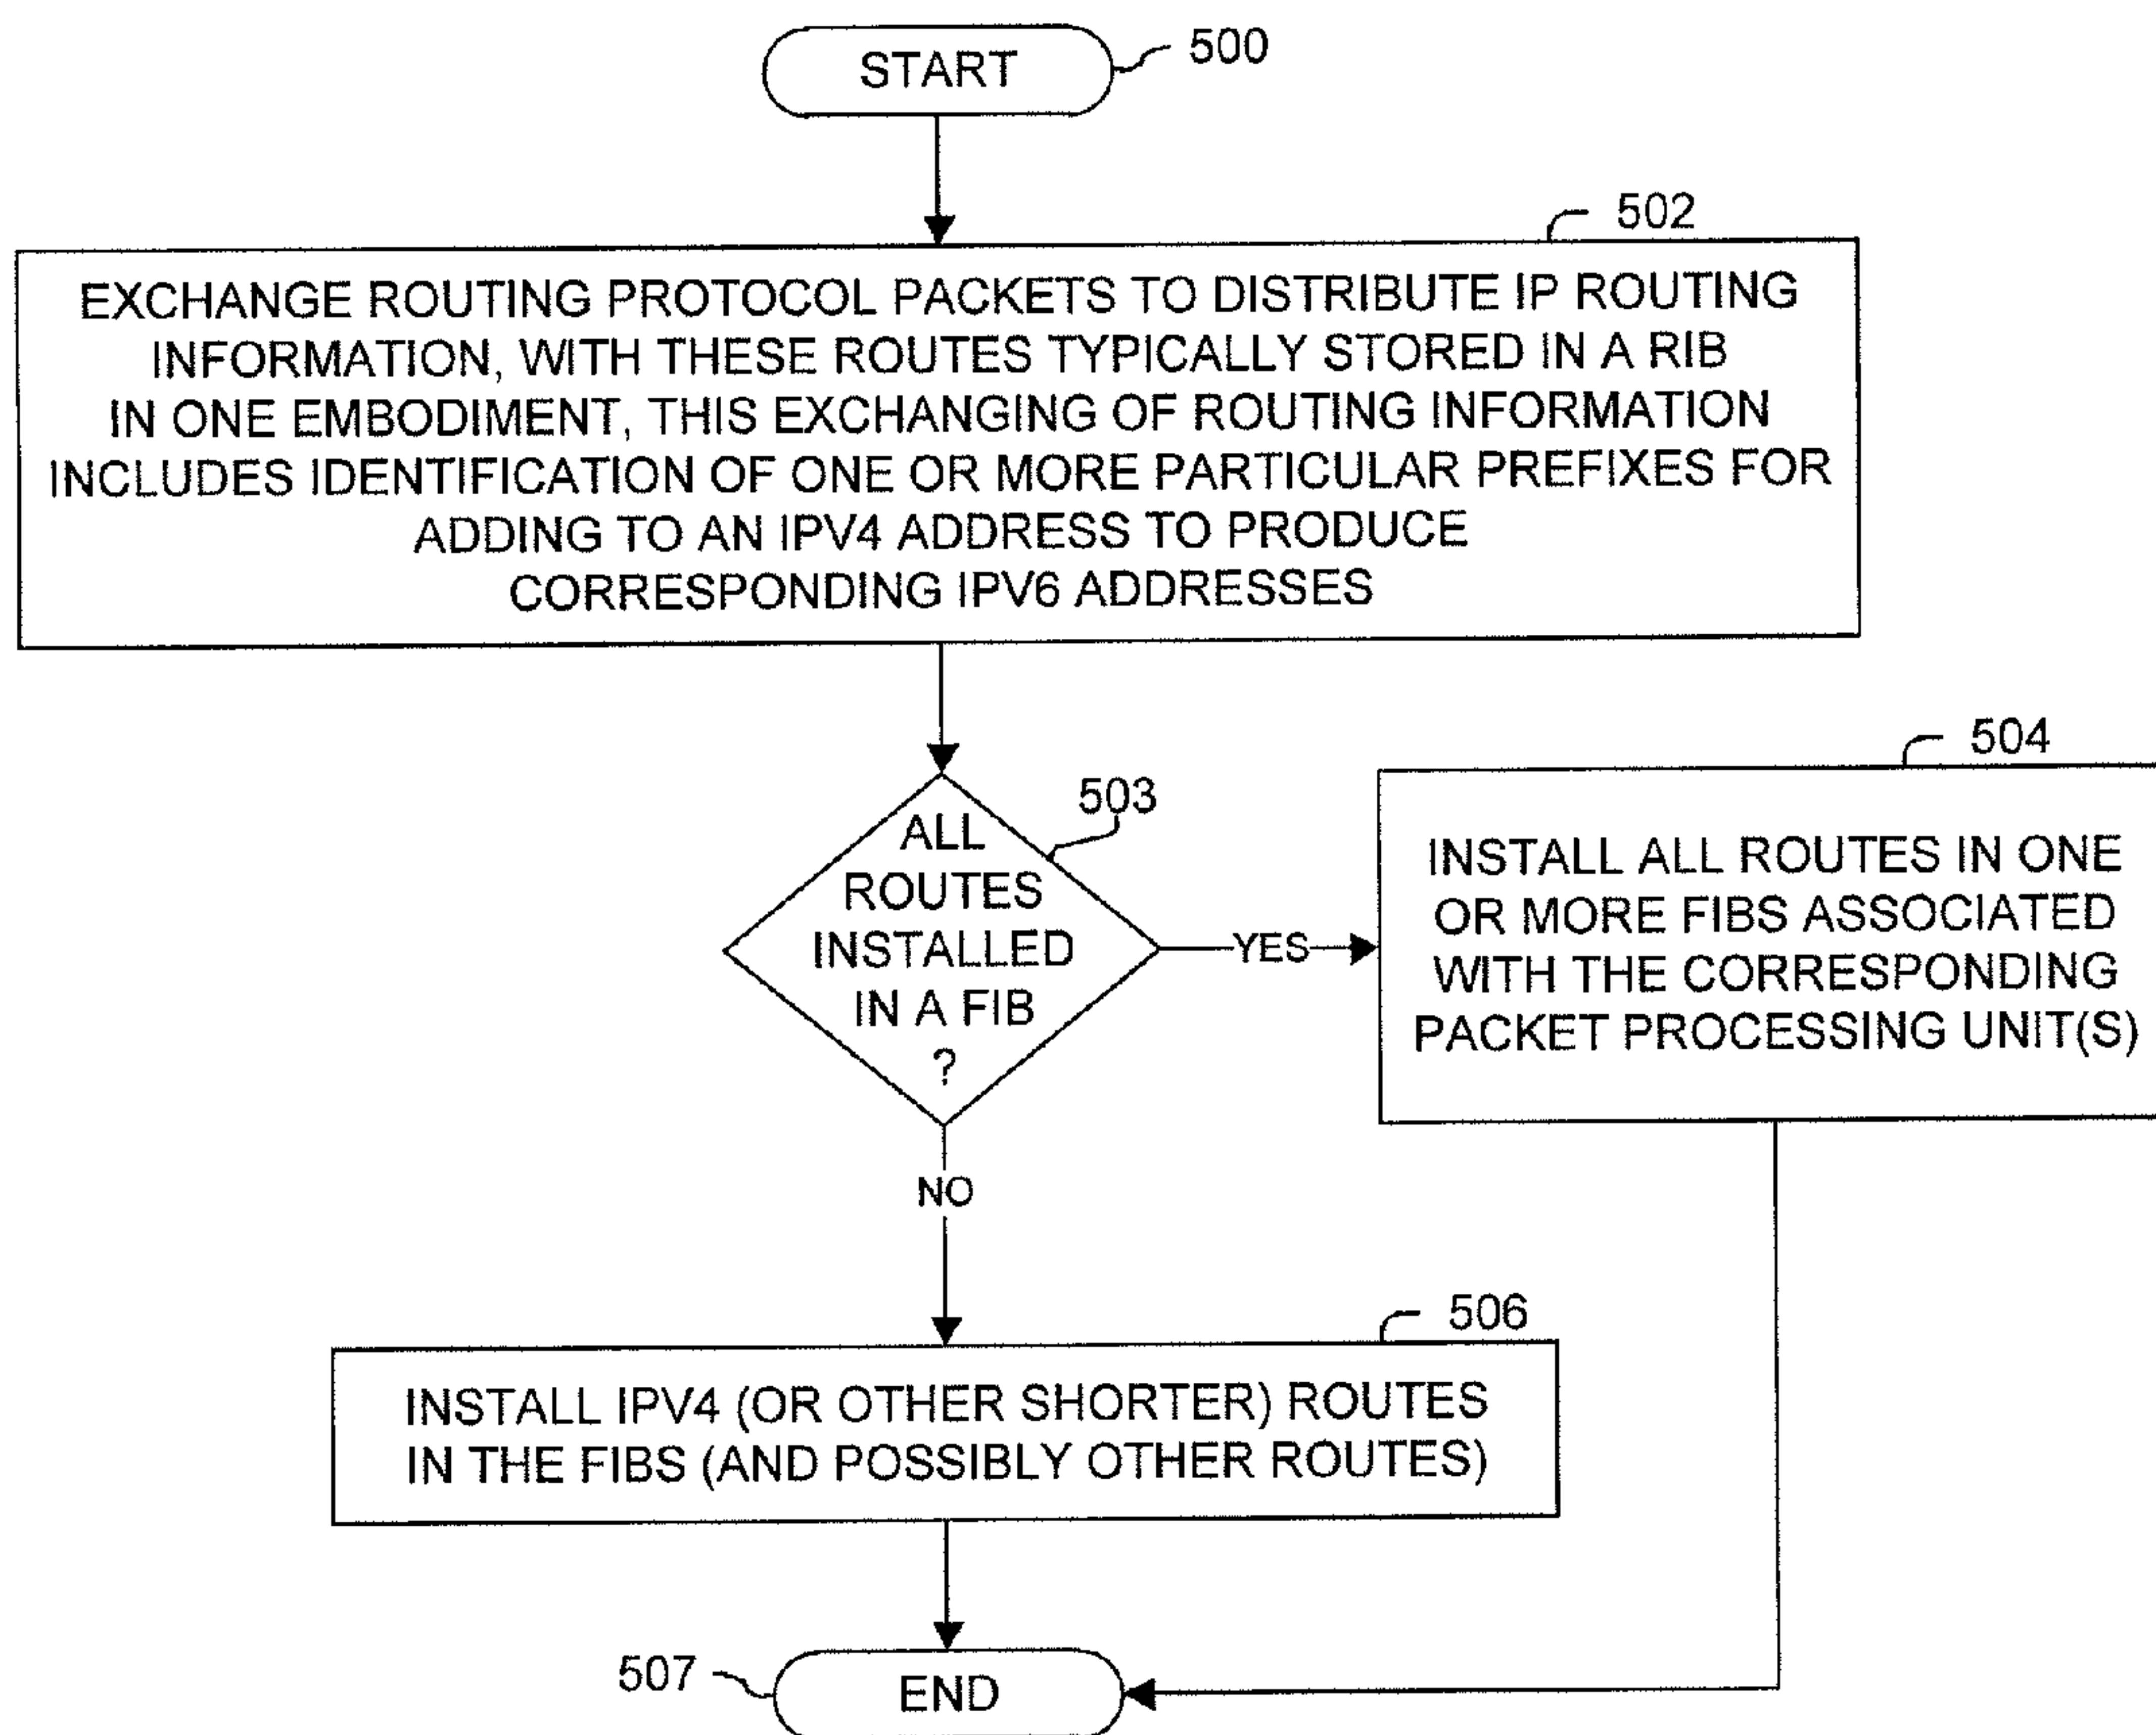 START
500
502
EXCHANGE ROUTING PROTOCOL PACKETS TO DISTRIBUTE IP ROUTING
INFORMATION, WITH THESE ROUTES TYPICALLY STORED IN A RIB
IN ONE EMBODIMENT, THIS EXCHANGING OF ROUTING INFORMATION
INCLUDES IDENTIFICATION OF ONE OR MORE PARTICULAR PREFIXES FOR
ADDING TO AN IPV4 ADDRESS TO PRODUCE
CORRESPONDING IPV6 ADDRESSES
503
ALL
ROUTES
INSTALLED
IN A FIB
?
YES
504
INSTALL ALL ROUTES IN ONE
OR MORE FIBS ASSOCIATED
WITH THE CORRESPONDING
PACKET PROCESSING UNIT(S)
NO
506
INSTALL IPV4 (OR OTHER SHORTER) ROUTES
IN THE FIBS (AND POSSIBLY OTHER ROUTES)
507
END